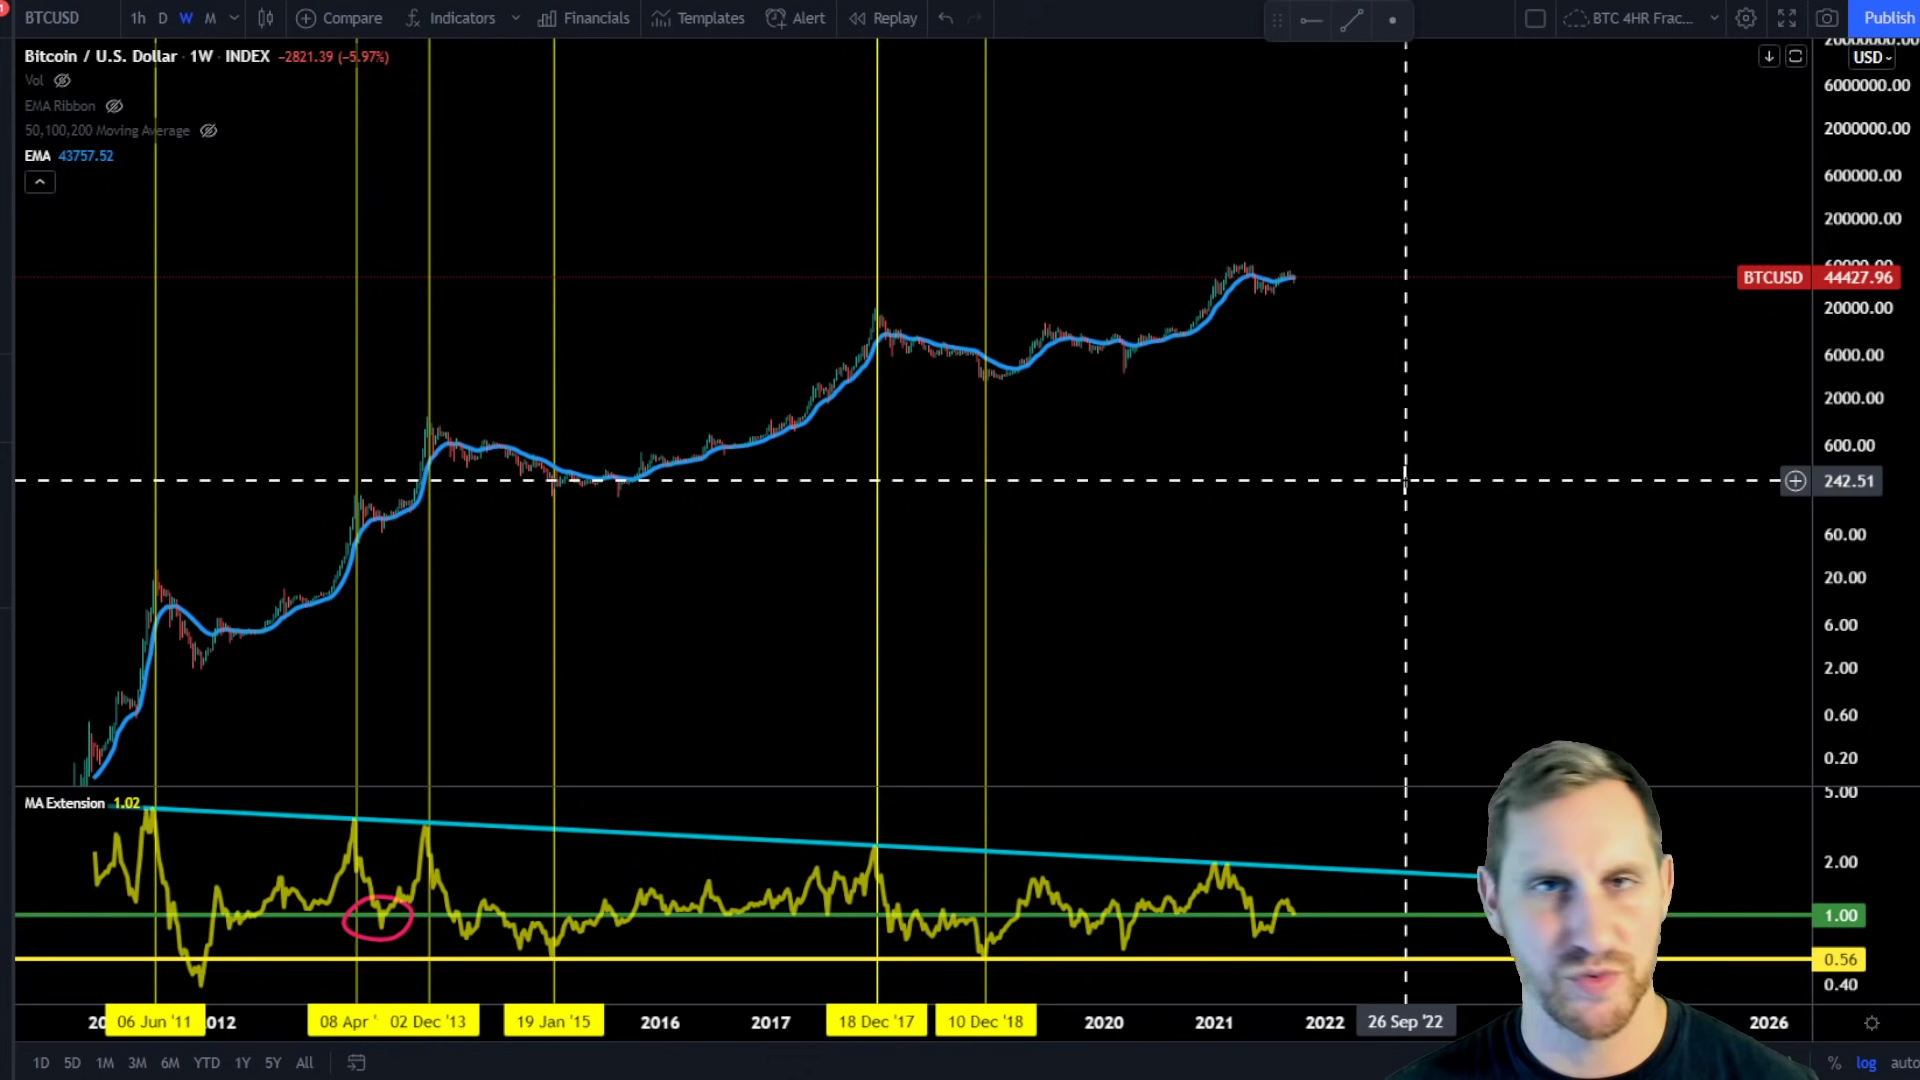 BTCUSD 1h D W M Compare Indicators Financials Templates Alert Replay BTC 4HR Frac... Publish
Bitcoin / U.S. Dollar · 1W · INDEX −2821.39 (−5.97%)
Vol
EMA Ribbon
50,100,200 Moving Average
EMA 43757.52
USD
6000000.00
2000000.00
600000.00
200000.00
BTCUSD 44427.96
20000.00
6000.00
2000.00
600.00
242.51
60.00
20.00
6.00
2.00
0.60
0.20
MA Extension 1.02
5.00
2.00
1.00
0.56
0.40
06 Jun '11 08 Apr ' 02 Dec '13 19 Jan '15 2016 2017 18 Dec '17 10 Dec '18 2020 2021 2022 26 Sep '22 2026
1D 5D 1M 3M 6M YTD 1Y 5Y All % log auto